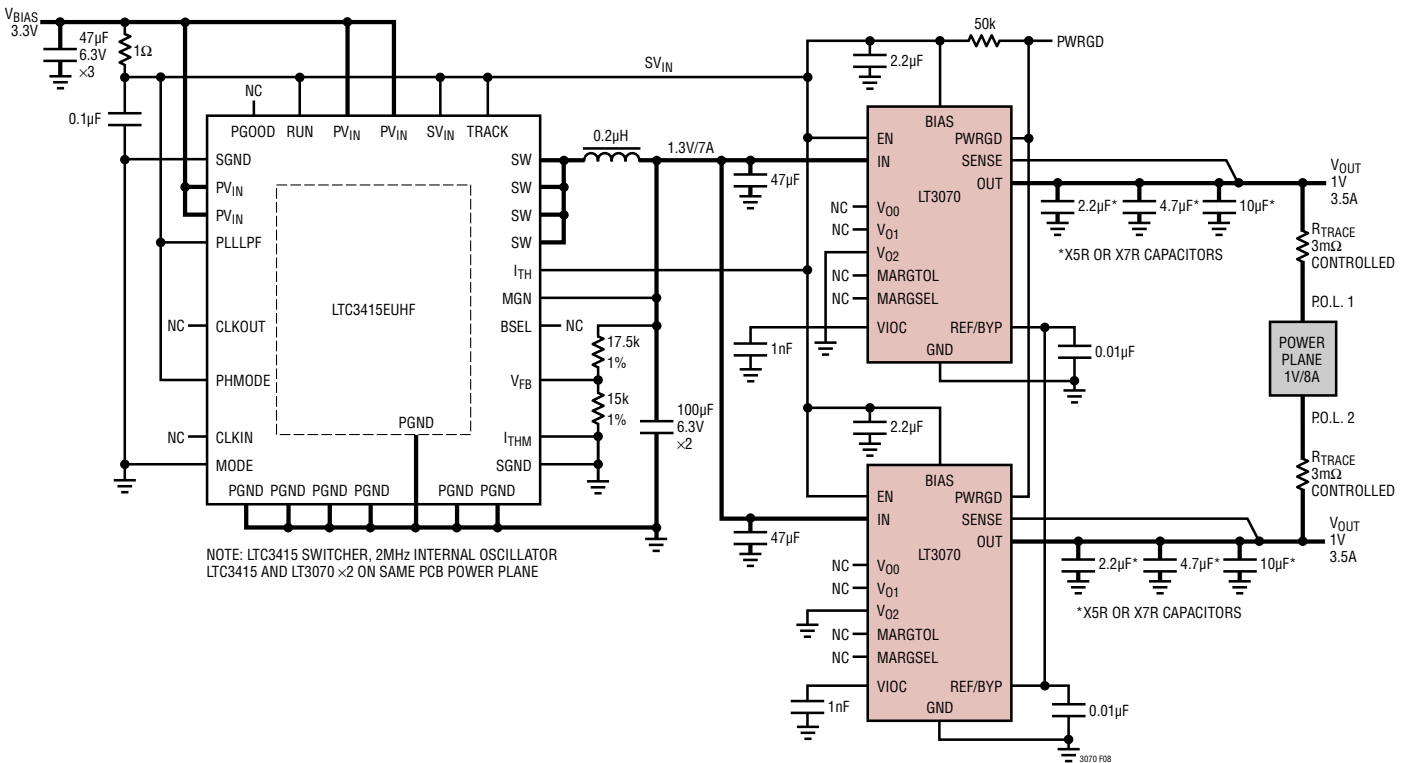 VBIAS
3.3V
47µF
6.3V
×3
1Ω
0.1µF
NC
PGOOD
RUN
PVIN
PVIN
SVIN
TRACK
SGND
PVIN
PVIN
PLLLPF
NC
CLKOUT
PHMODE
NC
CLKIN
MODE
LTC3415EUHF
PGND
PGND
PGND
PGND
PGND
PGND
PGND
SW
SW
SW
SW
ITH
MGN
BSEL
NC
VFB
ITHM
SGND
0.2µH
1.3V/7A
17.5k
1%
15k
1%
100µF
6.3V
×2
NOTE: LTC3415 SWITCHER, 2MHz INTERNAL OSCILLATOR
LTC3415 AND LT3070 ×2 ON SAME PCB POWER PLANE
SVIN
2.2µF
50k
PWRGD
47µF
BIAS
EN
IN
LT3070
PWRGD
SENSE
OUT
NC
VO0
NC
VO1
VO2
NC
MARGTOL
NC
MARGSEL
VIOC
REF/BYP
GND
1nF
0.01µF
2.2µF*
4.7µF*
10µF*
*X5R OR X7R CAPACITORS
VOUT
1V
3.5A
RTRACE
3mΩ
CONTROLLED
P.O.L. 1
POWER
PLANE
1V/8A
P.O.L. 2
RTRACE
3mΩ
CONTROLLED
VOUT
1V
3.5A
2.2µF
47µF
BIAS
EN
IN
LT3070
PWRGD
SENSE
OUT
NC
VO0
NC
VO1
VO2
NC
MARGTOL
NC
MARGSEL
VIOC
REF/BYP
GND
1nF
0.01µF
2.2µF*
4.7µF*
10µF*
*X5R OR X7R CAPACITORS
3070 F08